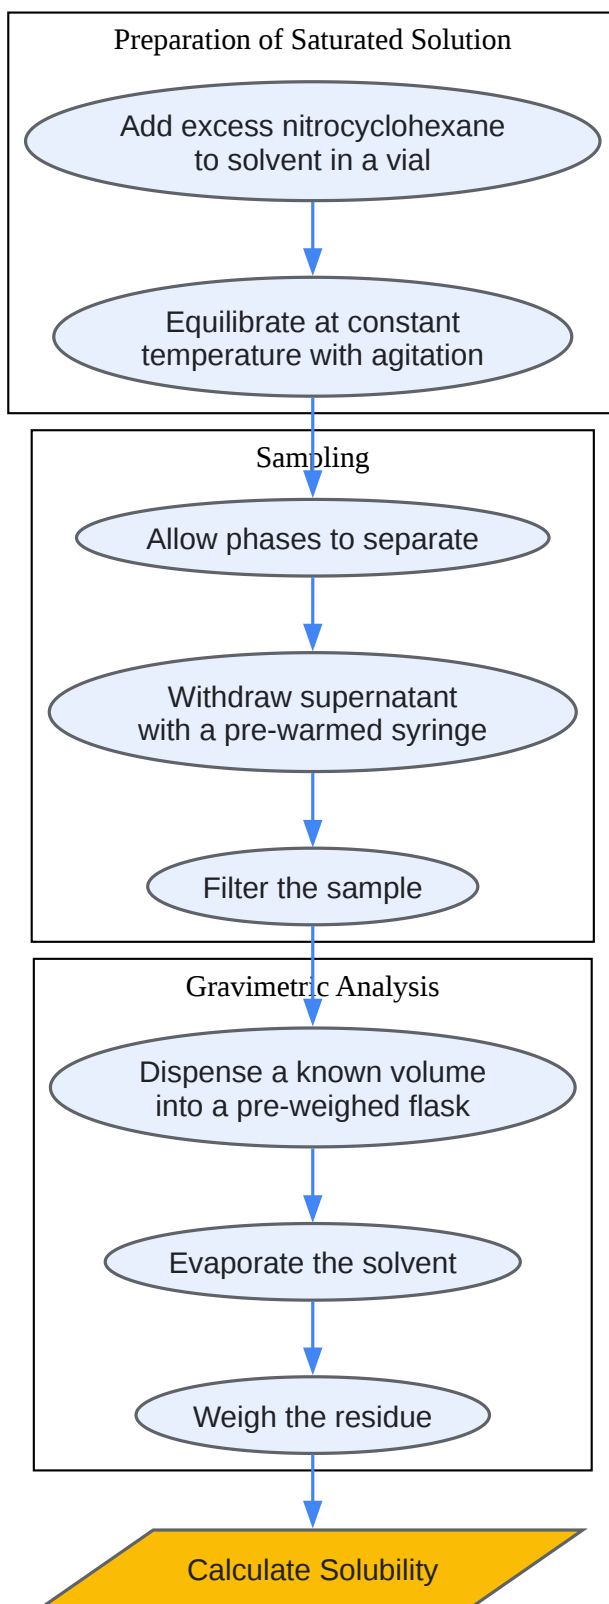 Preparation of Saturated Solution
Add excess nitrocyclohexane
to solvent in a vial
Equilibrate at constant
temperature with agitation
Sampling
Allow phases to separate
Withdraw supernatant
with a pre-warmed syringe
Filter the sample
Gravimetric Analysis
Dispense a known volume
into a pre-weighed flask
Evaporate the solvent
Weigh the residue
Calculate Solubility